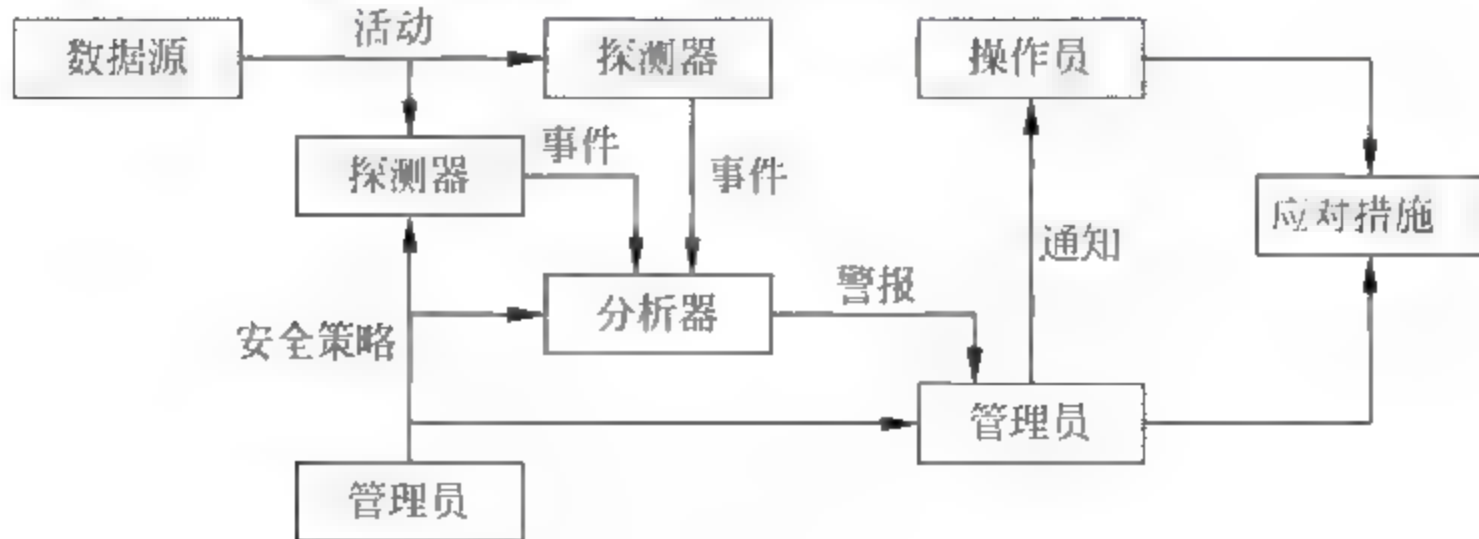 活动
数据源
探测器
操作员
探测器
事件
事件
应对措施
通知
警报
分析器
安全策略
管理员
管理员